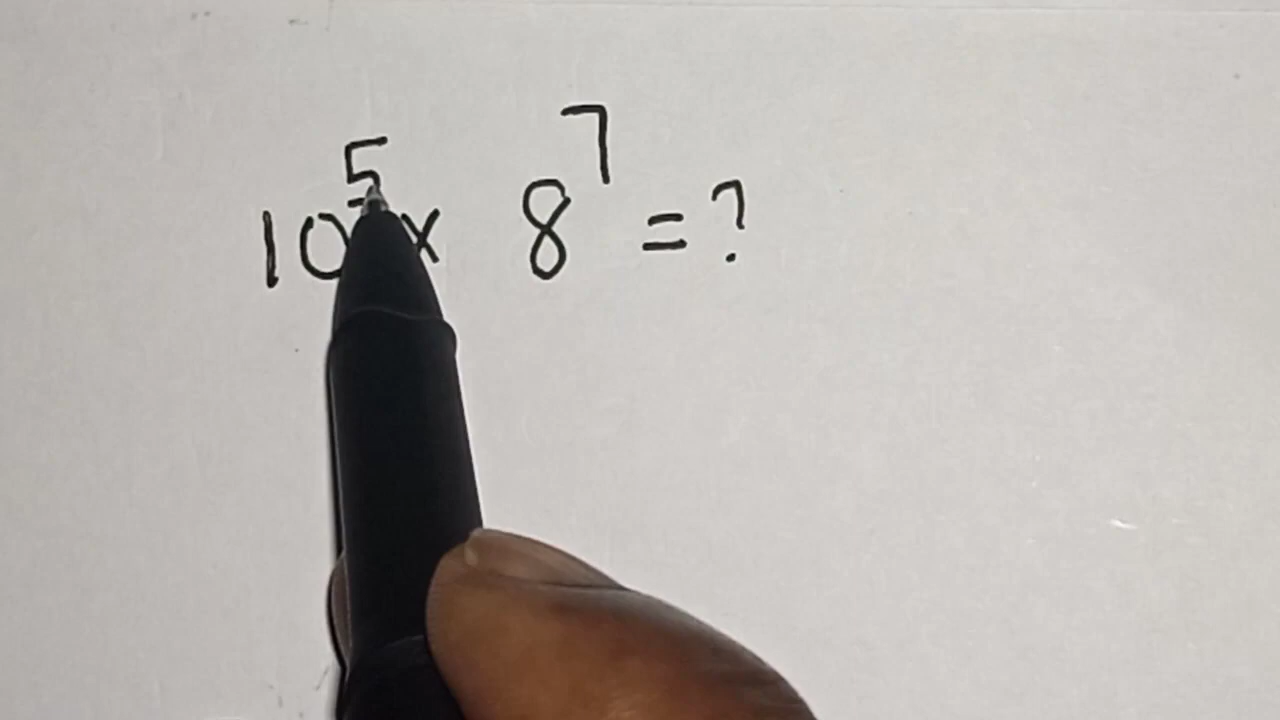 10⁵ x 8⁷ = ?